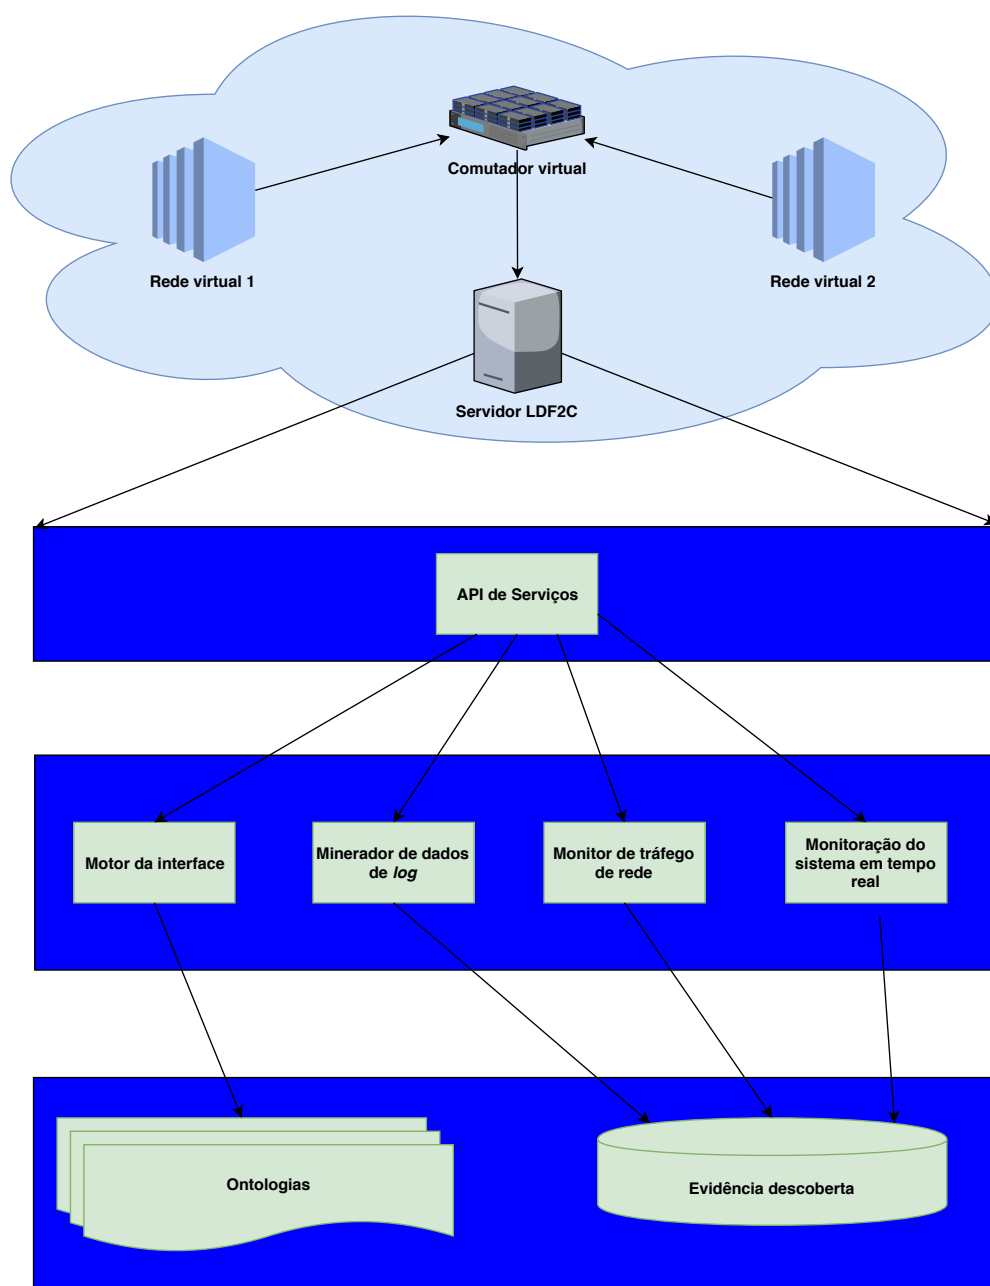 Comutador virtual
Rede virtual 1
Rede virtual 2
Servidor LDF2C
API de Serviços
Motor da interface
Minerador de dados
de log
Monitor de tráfego
de rede
Monitoração do
sistema em tempo
real
Ontologias
Evidência descoberta